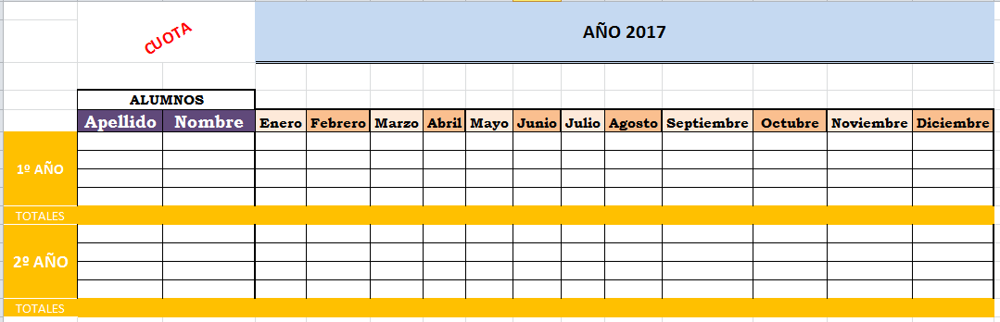 CUOTA
AÑO 2017
ALUMNOS
Apellido Nombre Enero Febrero Marzo Abril Mayo Junio Julio Agosto Septiembre Octubre Noviembre Diciembre
1º AÑO
TOTALES
2º AÑO
TOTALES